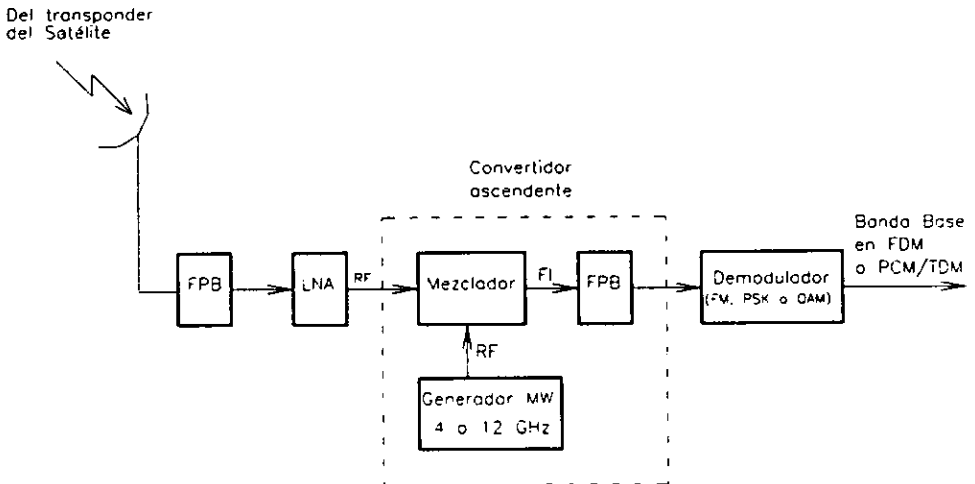 Del transponder
del Satélite
Convertidor
ascendente
Banda Base
en FDM
o PCM/TDM
FPB
LNA
RF
Mezclador
FI
FPB
Demodulador
(FM, PSK o QAM)
RF
Generador MW
4 o 12 GHz